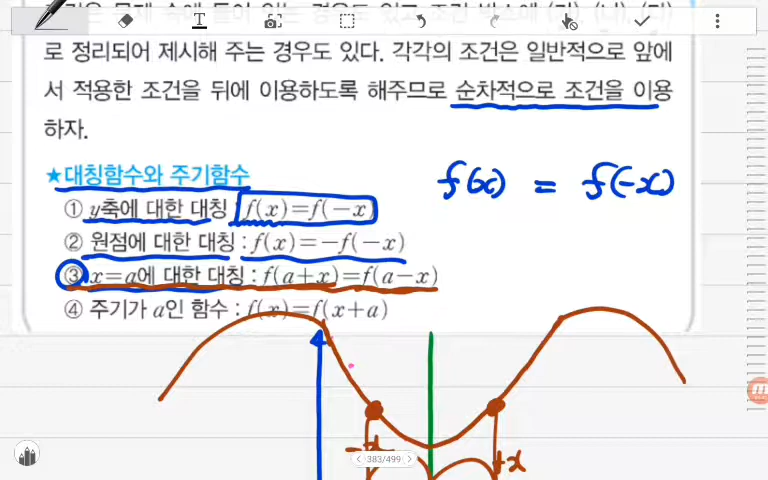 로 정리되어 제시해 주는 경우도 있다. 각각의 조건은 일반적으로 앞에
서 적용한 조건을 뒤에 이용하도록 해주므로 순차적으로 조건을 이용
하자.
★대칭함수와 주기함수
f(x) = f(-x)
① y축에 대한 대칭 f(x)=f(-x)
② 원점에 대한 대칭 : f(x)=-f(-x)
③ x=a에 대한 대칭 : f(a+x)=f(a-x)
④ 주기가 a인 함수 : f(x)=f(x+a)
-x
+x
383/499